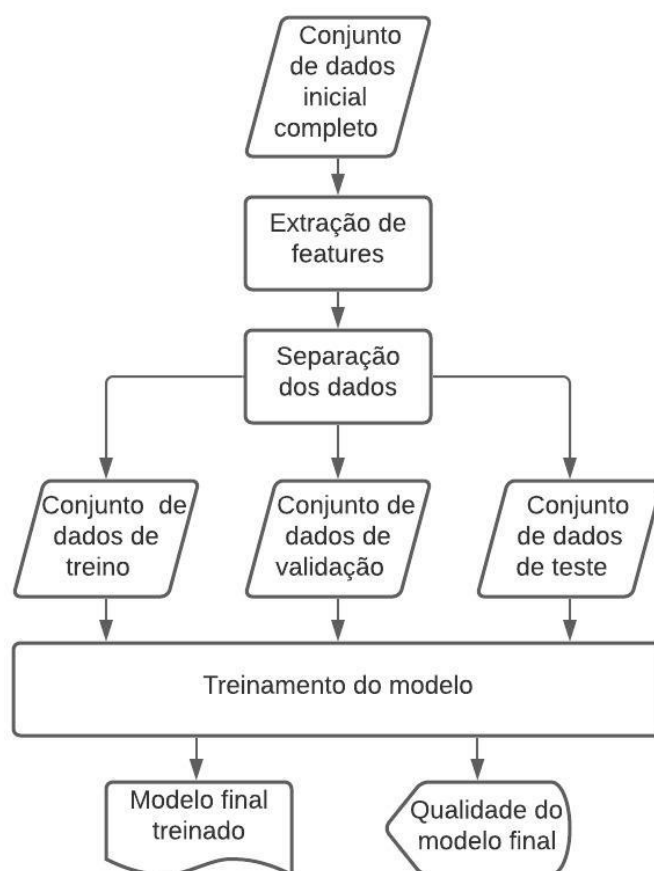 Conjunto
de dados
inicial
completo
Extração de
features
Separação
dos dados
Conjunto de
dados de
treino
Conjunto de
dados de
validação
Conjunto
de dados
de teste
Treinamento do modelo
Modelo final
treinado
Qualidade do
modelo final